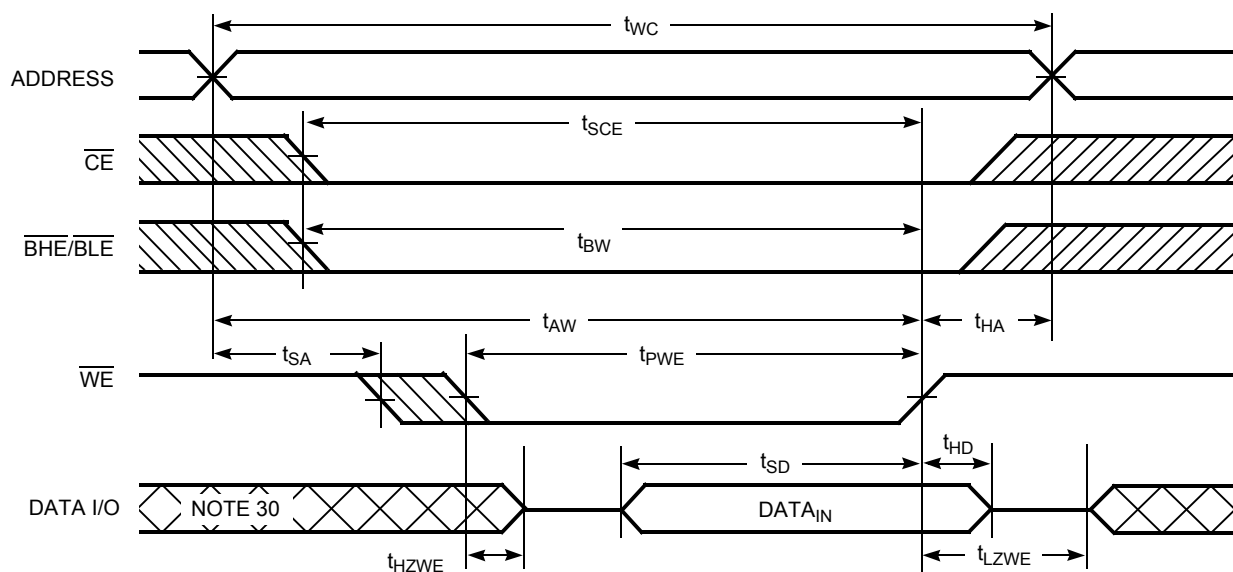 tWC
ADDRESS
tSCE
CE
BHE/BLE
tBW
tAW
tHA
tSA
tPWE
WE
tHD
tSD
DATA I/O
NOTE 30
DATAIN
tHZWE
tLZWE